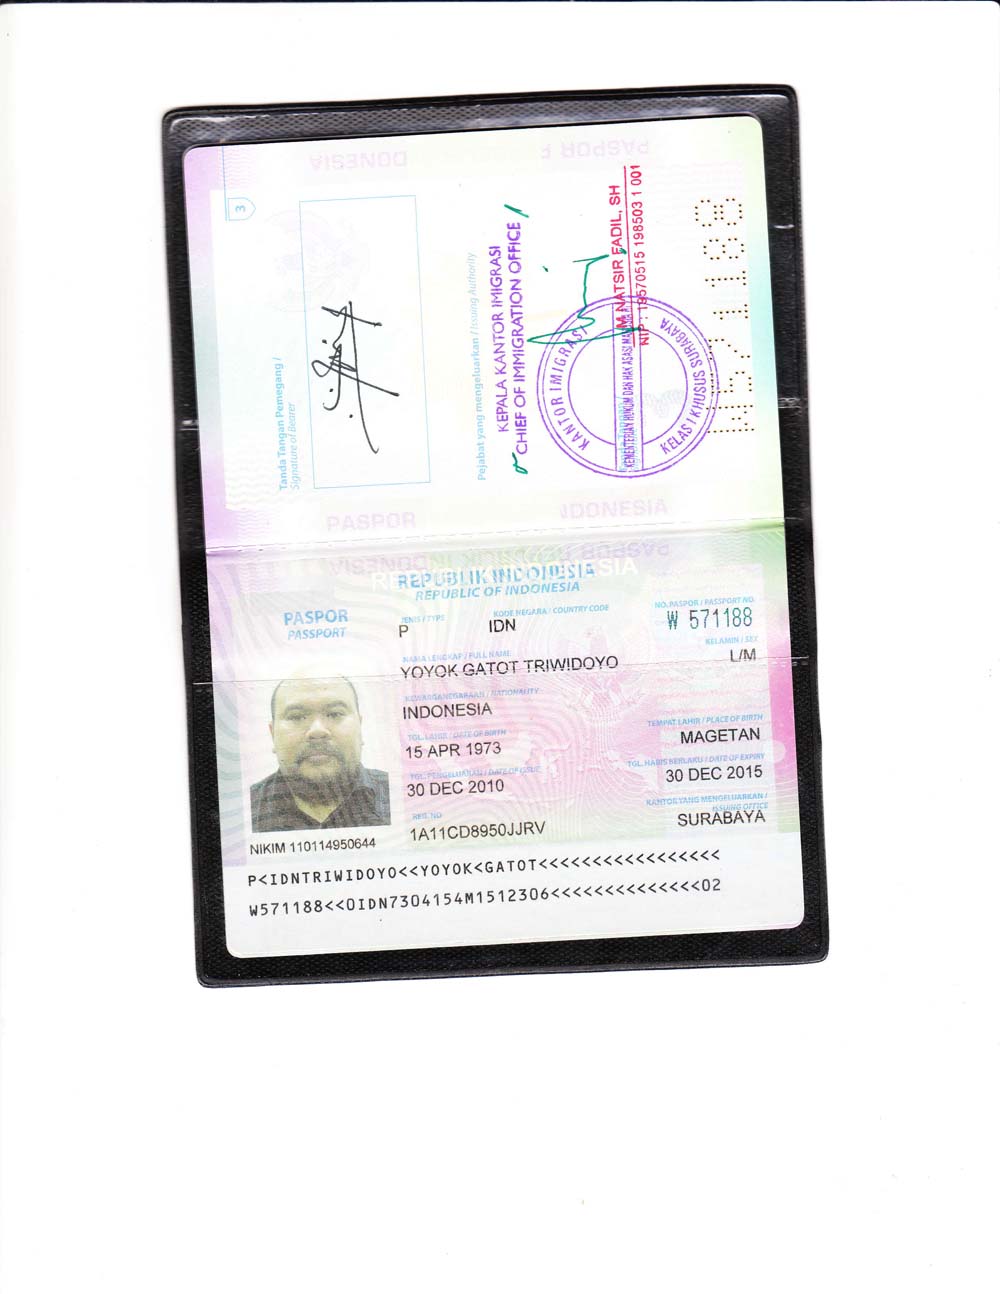 PASPOR INDONESIA
3
Tanda Tangan Pemegang /
Signature of Bearer
Pejabat yang mengeluarkan / Issuing Authority
KEPALA KANTOR IMIGRASI
CHIEF OF IMMIGRATION OFFICE
NATSIR FADIL, SH
NIP : 19570515 198503 1 001
KANTOR IMIGRASI
KEMENTERIAN HUKUM DAN HAK ASASI
KELAS I KHUSUS SURABAYA
W571188
PASPOR INDONESIA
REPUBLIK INDONESIA
REPUBLIC OF INDONESIA
PASPOR
PASSPORT
JENIS / TYPE
KODE NEGARA / COUNTRY CODE
NO. PASPOR / PASSPORT NO.
P
IDN
W 571188
KELAMIN / SEX
L/M
NAMA LENGKAP / FULL NAME
YOYOK GATOT TRIWIDOYO
KEWARGANEGARAAN / NATIONALITY
INDONESIA
TGL. LAHIR / DATE OF BIRTH
TEMPAT LAHIR / PLACE OF BIRTH
15 APR 1973
MAGETAN
TGL. PENGELUARAN / DATE OF ISSUE
TGL. HABIS BERLAKU / DATE OF EXPIRY
30 DEC 2010
30 DEC 2015
REG. NO
KANTOR YANG MENGELUARKAN /
ISSUING OFFICE
1A11CD8950JJRV
SURABAYA
NIKIM 110114950644
P<IDNTRIWIDOYO<<YOYOK<GATOT<<<<<<<<<<<<<<<<<
W571188<<0IDN7304154M1512306<<<<<<<<<<<<<<02